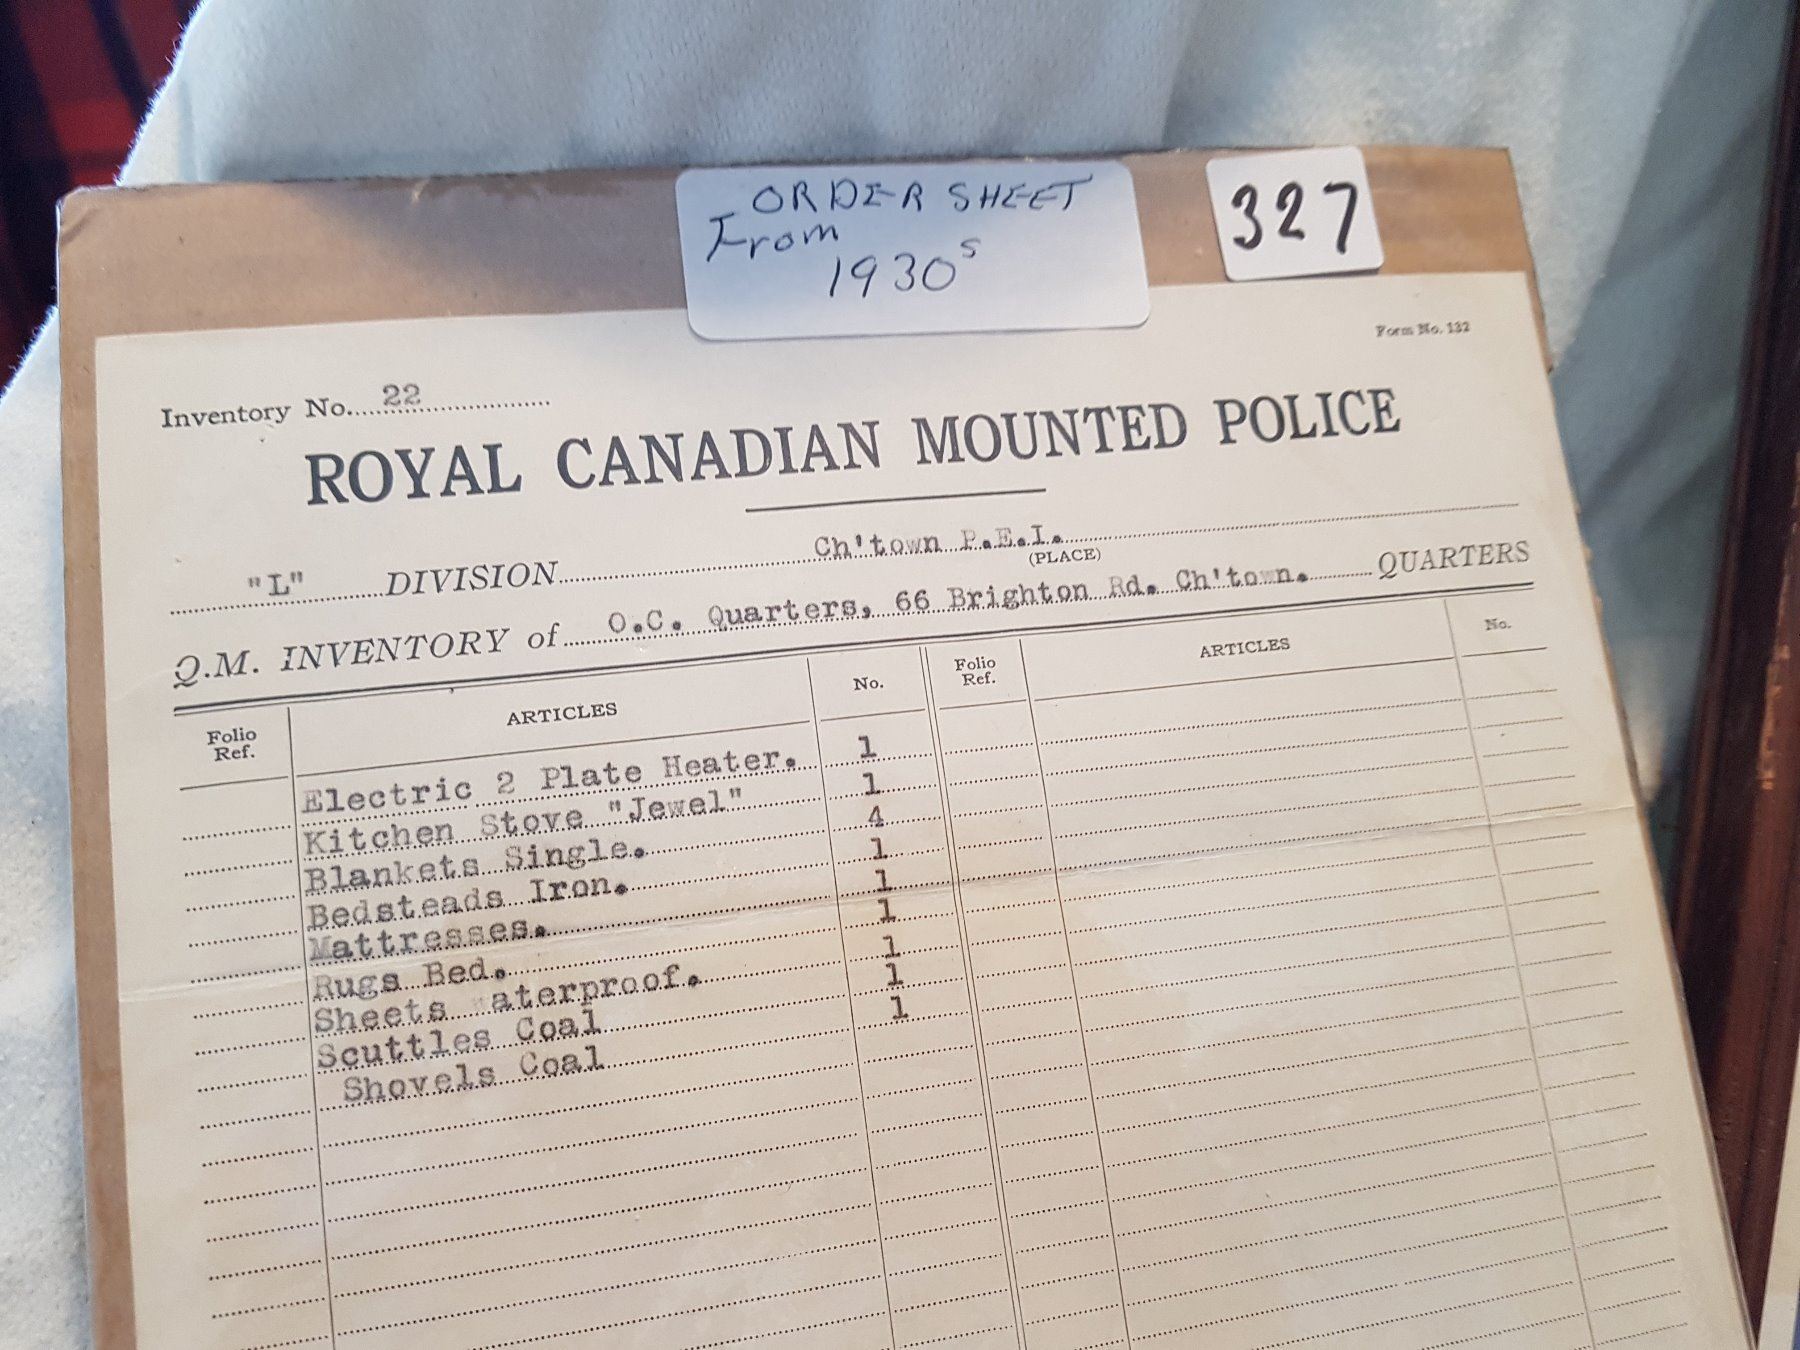 ORDER SHEET
From
1930s
327
Form No. 132
Inventory No. 22
ROYAL CANADIAN MOUNTED POLICE
"L" DIVISION Ch'town P.E.I.
(PLACE)
Q.M. INVENTORY of O.C. Quarters, 66 Brighton Rd. Ch'town. QUARTERS
Folio Ref. ARTICLES No. Folio Ref. ARTICLES No.
Electric 2 Plate Heater. 1
Kitchen Stove "Jewel" 1
Blankets Single. 4
Bedsteads Iron. 1
Mattresses. 1
Rugs Bed. 1
Sheets aterproof. 1
Scuttles Coal 1
Shovels Coal 1